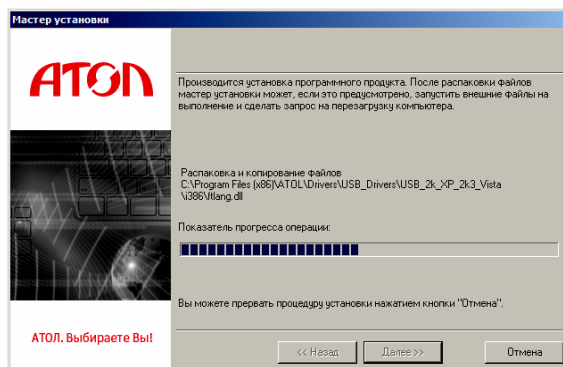 Мастер установки
АТОЛ
Производится установка программного продукта. После распаковки файлов
мастер установки может, если это предусмотрено, запустить внешние файлы на
выполнение и сделать запрос на перезагрузку компьютера.
Распаковка и копирование файлов
C:\Program Files (x86)\ATOL\Drivers\USB_Drivers\USB_2k_XP_2k3_Vista
\i386\ftlang.dll
Показатель прогресса операции:
Вы можете прервать процедуру установки нажатием кнопки "Отмена".
АТОЛ. Выбираете Вы!
<< Назад
Далее >>
Отмена